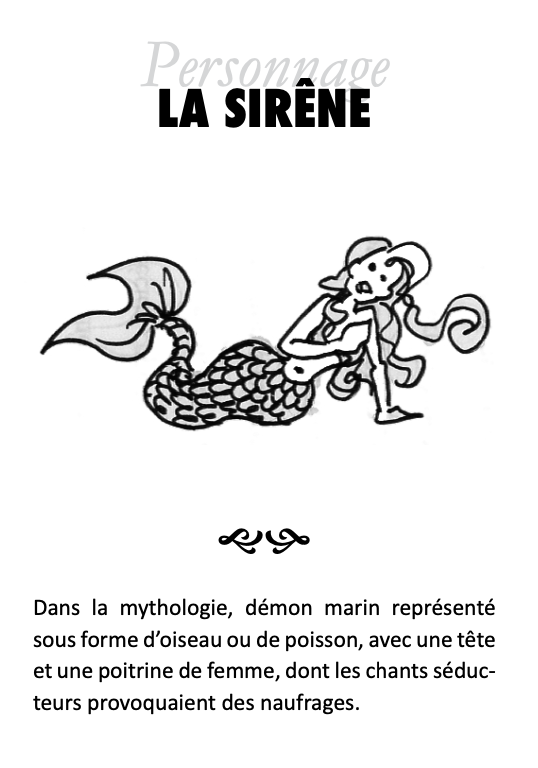 Personnage
LA SIRÊNE
Dans la mythologie, démon marin représenté
sous forme d’oiseau ou de poisson, avec une tête
et une poitrine de femme, dont les chants séduc-
teurs provoquaient des naufrages.